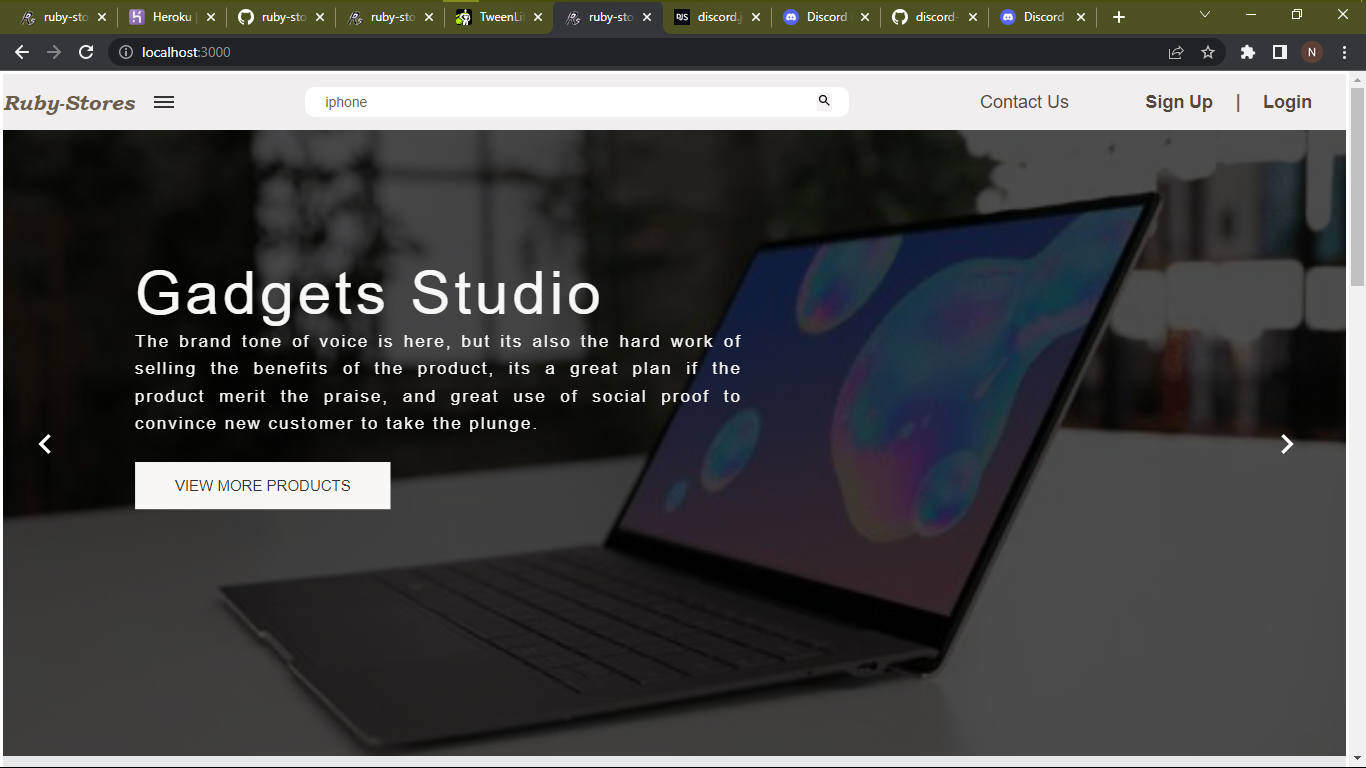 ruby-sto
Heroku
ruby-sto
ruby-sto
TweenLit
ruby-sto
discord.j
Discord
discord-
Discord
localhost:3000
N
Ruby-Stores
iphone
Contact Us
Sign Up | Login
Gadgets Studio
The brand tone of voice is here, but its also the hard work of
selling the benefits of the product, its a great plan if the
product merit the praise, and great use of social proof to
convince new customer to take the plunge.
VIEW MORE PRODUCTS